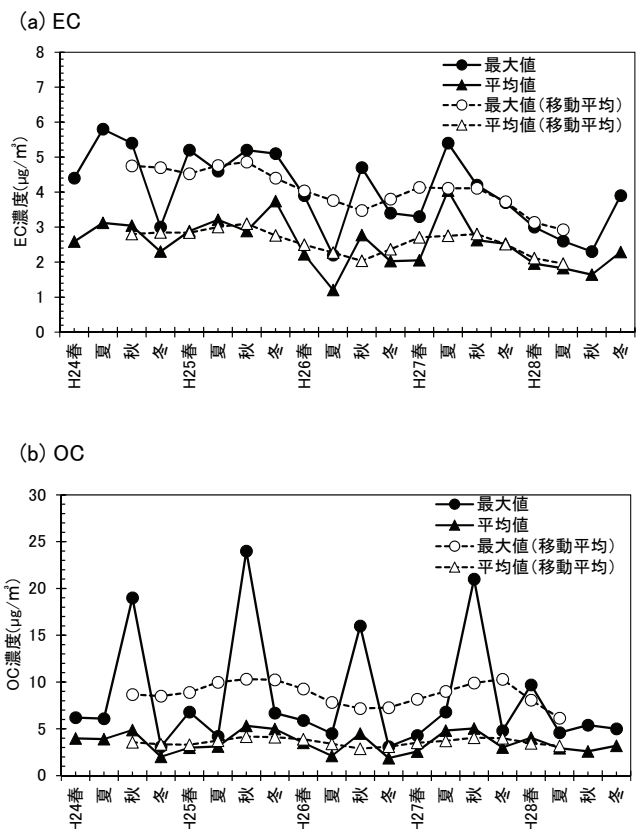 (a) EC
8
7
6
5
4
3
2
1
0
EC濃度(μg/㎥)
最大値
平均値
最大値(移動平均)
平均値(移動平均)
H24春
夏
秋
冬
H25春
夏
秋
冬
H26春
夏
秋
冬
H27春
夏
秋
冬
H28春
夏
秋
冬
(b) OC
30
25
20
15
10
5
0
OC濃度(μg/㎥)
最大値
平均値
最大値(移動平均)
平均値(移動平均)
H24春
夏
秋
冬
H25春
夏
秋
冬
H26春
夏
秋
冬
H27春
夏
秋
冬
H28春
夏
秋
冬